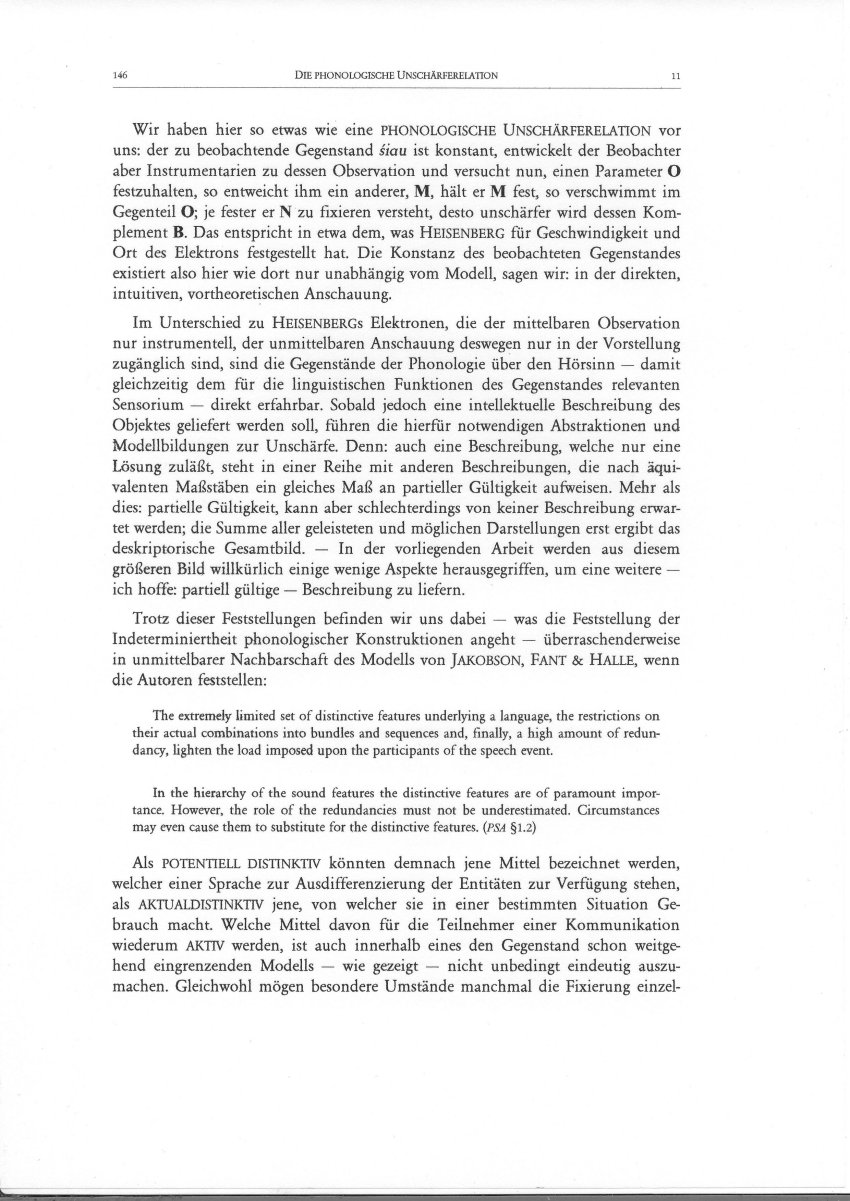 146 DIE PHONOLOGISCHE UNSCHÄRFERELATION 11
Wir haben hier so etwas wie eine PHONOLOGISCHE UNSCHÄRFERELATION vor
uns: der zu beobachtende Gegenstand śiau ist konstant, entwickelt der Beobachter
aber Instrumentarien zu dessen Observation und versucht nun, einen Parameter O
festzuhalten, so entweicht ihm ein anderer, M, hält er M fest, so verschwimmt im
Gegenteil O; je fester er N zu fixieren versteht, desto unschärfer wird dessen Kom-
plement B. Das entspricht in etwa dem, was HEISENBERG für Geschwindigkeit und
Ort des Elektrons festgestellt hat. Die Konstanz des beobachteten Gegenstandes
existiert also hier wie dort nur unabhängig vom Modell, sagen wir: in der direkten,
intuitiven, vortheoretischen Anschauung.
Im Unterschied zu HEISENBERGs Elektronen, die der mittelbaren Observation
nur instrumentell, der unmittelbaren Anschauung deswegen nur in der Vorstellung
zugänglich sind, sind die Gegenstände der Phonologie über den Hörsinn — damit
gleichzeitig dem für die linguistischen Funktionen des Gegenstandes relevanten
Sensorium — direkt erfahrbar. Sobald jedoch eine intellektuelle Beschreibung des
Objektes geliefert werden soll, führen die hierfür notwendigen Abstraktionen und
Modellbildungen zur Unschärfe. Denn: auch eine Beschreibung, welche nur eine
Lösung zuläßt, steht in einer Reihe mit anderen Beschreibungen, die nach äqui-
valenten Maßstäben ein gleiches Maß an partieller Gültigkeit aufweisen. Mehr als
dies: partielle Gültigkeit, kann aber schlechterdings von keiner Beschreibung erwar-
tet werden; die Summe aller geleisteten und möglichen Darstellungen erst ergibt das
deskriptorische Gesamtbild. — In der vorliegenden Arbeit werden aus diesem
größeren Bild willkürlich einige wenige Aspekte herausgegriffen, um eine weitere —
ich hoffe: partiell gültige — Beschreibung zu liefern.
Trotz dieser Feststellungen befinden wir uns dabei — was die Feststellung der
Indeterminiertheit phonologischer Konstruktionen angeht — überraschenderweise
in unmittelbarer Nachbarschaft des Modells von JAKOBSON, FANT & HALLE, wenn
die Autoren feststellen:
The extremely limited set of distinctive features underlying a language, the restrictions on
their actual combinations into bundles and sequences and, finally, a high amount of redun-
dancy, lighten the load imposed upon the participants of the speech event.
In the hierarchy of the sound features the distinctive features are of paramount impor-
tance. However, the role of the redundancies must not be underestimated. Circumstances
may even cause them to substitute for the distinctive features. (PSA §1.2)
Als POTENTIELL DISTINKTIV könnten demnach jene Mittel bezeichnet werden,
welcher einer Sprache zur Ausdifferenzierung der Entitäten zur Verfügung stehen,
als AKTUALDISTINKTIV jene, von welcher sie in einer bestimmten Situation Ge-
brauch macht. Welche Mittel davon für die Teilnehmer einer Kommunikation
wiederum AKTIV werden, ist auch innerhalb eines den Gegenstand schon weitge-
hend eingrenzenden Modells — wie gezeigt — nicht unbedingt eindeutig auszu-
machen. Gleichwohl mögen besondere Umstände manchmal die Fixierung einzel-